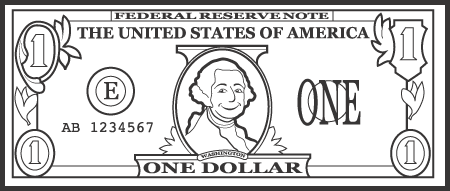 FEDERAL RESERVE NOTE
THE UNITED STATES OF AMERICA
1
1
E
ONE
AB 1234567
WASHINGTON
1
ONE DOLLAR
1